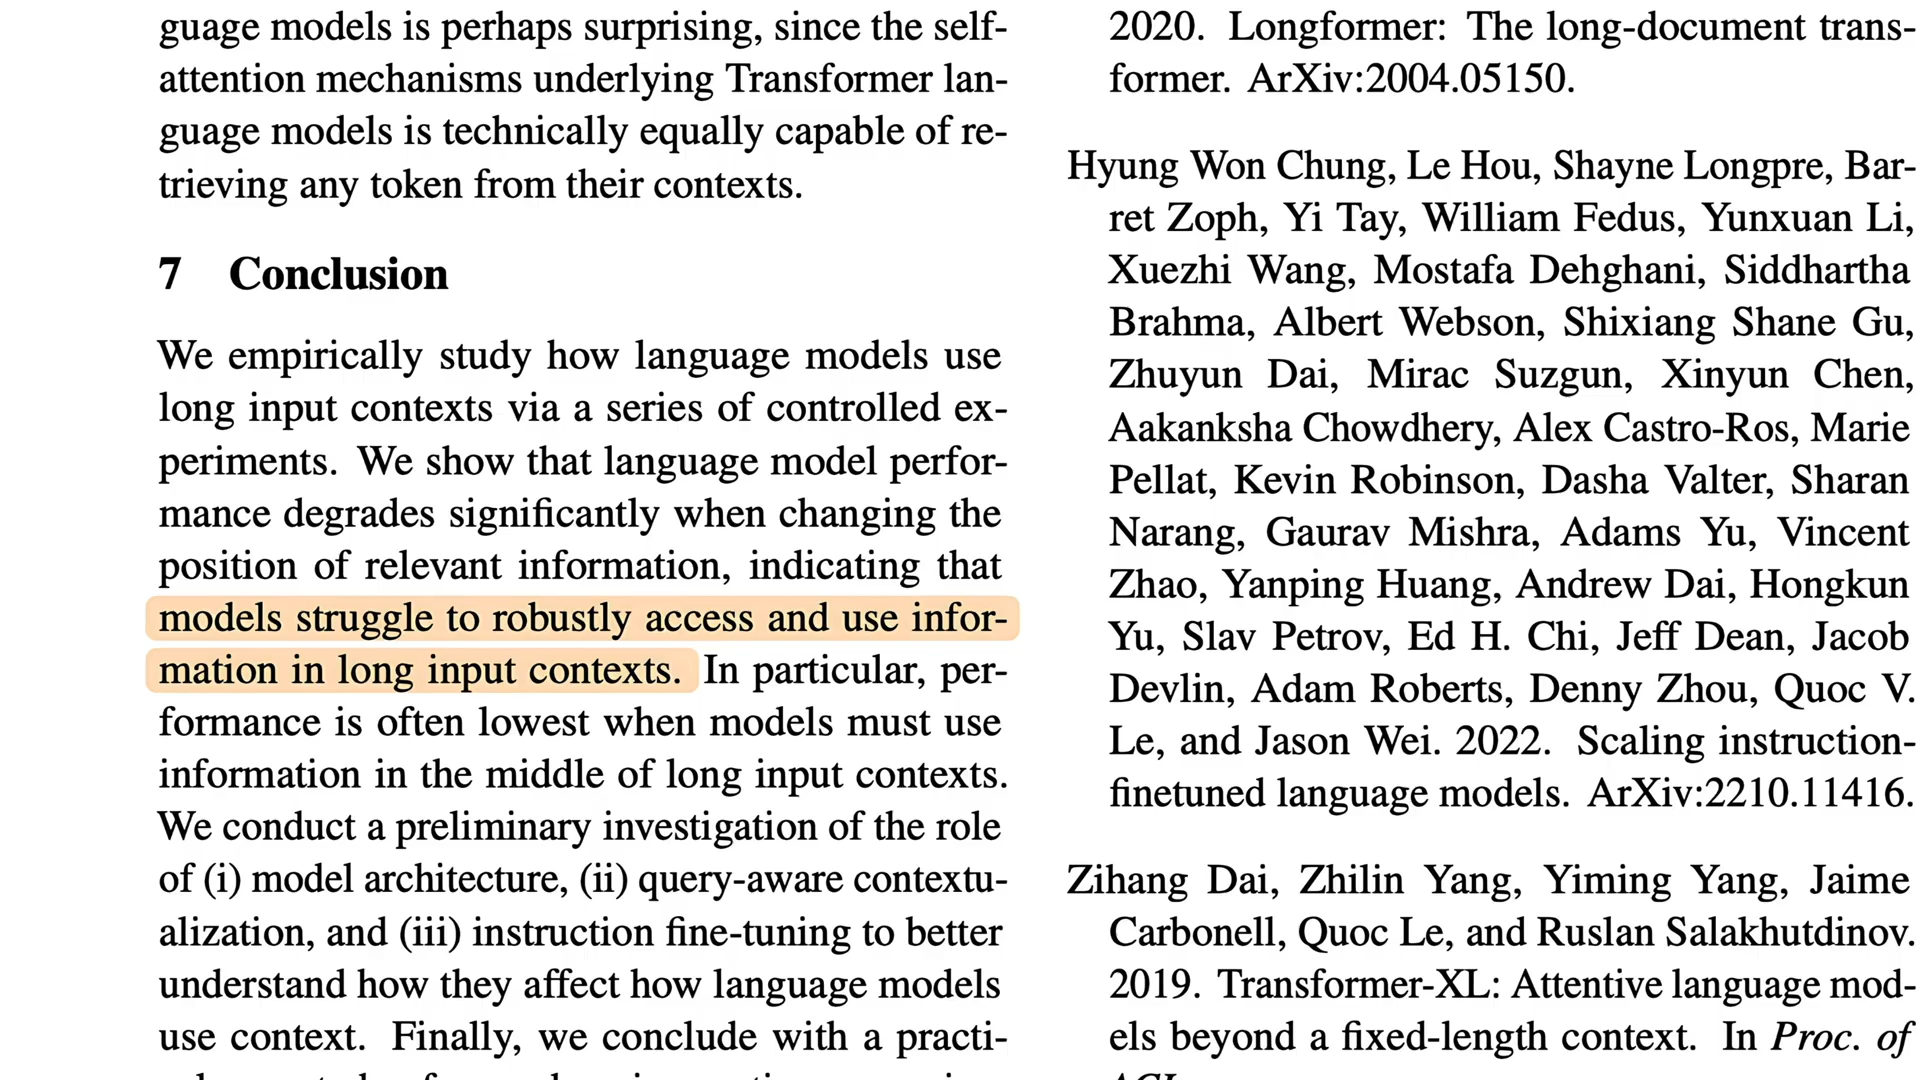 guage models is perhaps surprising, since the self-
attention mechanisms underlying Transformer lan-
guage models is technically equally capable of re-
trieving any token from their contexts.
7 Conclusion
We empirically study how language models use
long input contexts via a series of controlled ex-
periments. We show that language model perfor-
mance degrades significantly when changing the
position of relevant information, indicating that
models struggle to robustly access and use infor-
mation in long input contexts. In particular, per-
formance is often lowest when models must use
information in the middle of long input contexts.
We conduct a preliminary investigation of the role
of (i) model architecture, (ii) query-aware contextu-
alization, and (iii) instruction fine-tuning to better
understand how they affect how language models
use context. Finally, we conclude with a practi-
2020. Longformer: The long-document trans-
former. ArXiv:2004.05150.
Hyung Won Chung, Le Hou, Shayne Longpre, Bar-
ret Zoph, Yi Tay, William Fedus, Yunxuan Li,
Xuezhi Wang, Mostafa Dehghani, Siddhartha
Brahma, Albert Webson, Shixiang Shane Gu,
Zhuyun Dai, Mirac Suzgun, Xinyun Chen,
Aakanksha Chowdhery, Alex Castro-Ros, Marie
Pellat, Kevin Robinson, Dasha Valter, Sharan
Narang, Gaurav Mishra, Adams Yu, Vincent
Zhao, Yanping Huang, Andrew Dai, Hongkun
Yu, Slav Petrov, Ed H. Chi, Jeff Dean, Jacob
Devlin, Adam Roberts, Denny Zhou, Quoc V.
Le, and Jason Wei. 2022. Scaling instruction-
finetuned language models. ArXiv:2210.11416.
Zihang Dai, Zhilin Yang, Yiming Yang, Jaime
Carbonell, Quoc Le, and Ruslan Salakhutdinov.
2019. Transformer-XL: Attentive language mod-
els beyond a fixed-length context. In Proc. of